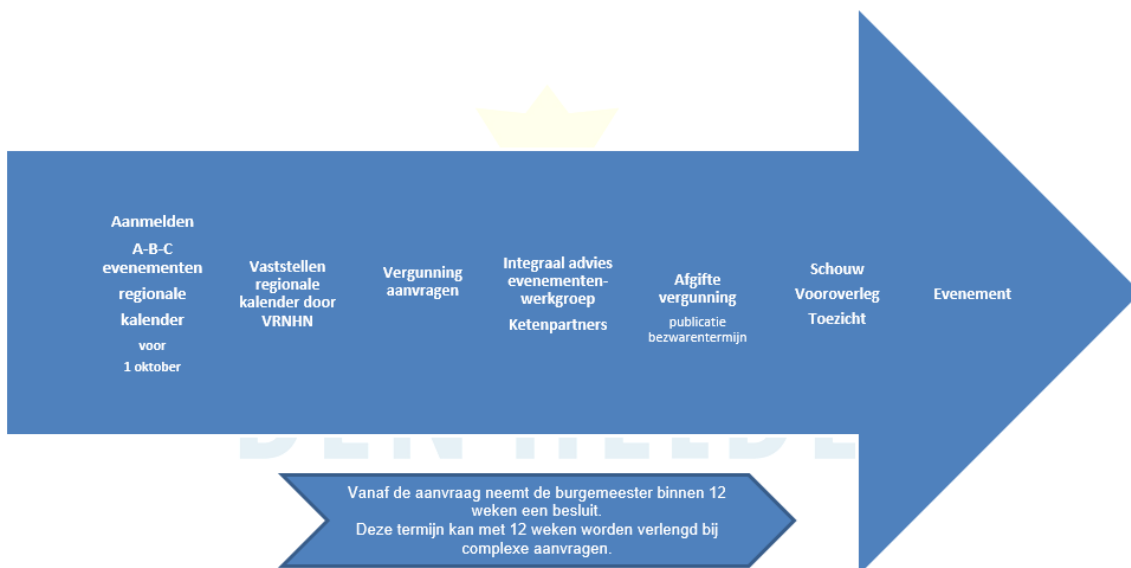 Aanmelden
A-B-C
evenementen
regionale
kalender
voor
1 oktober
Vaststellen
regionale
kalender door
VRNHN
Vergunning
aanvragen
Integraal advies
evenementen-
werkgroep
Ketenpartners
Afgifte
vergunning
publicatie
bezwarentermijn
Schouw
Vooroverleg
Toezicht
Evenement
Vanaf de aanvraag neemt de burgemeester binnen 12
weken een besluit.
Deze termijn kan met 12 weken worden verlengd bij
complexe aanvragen.